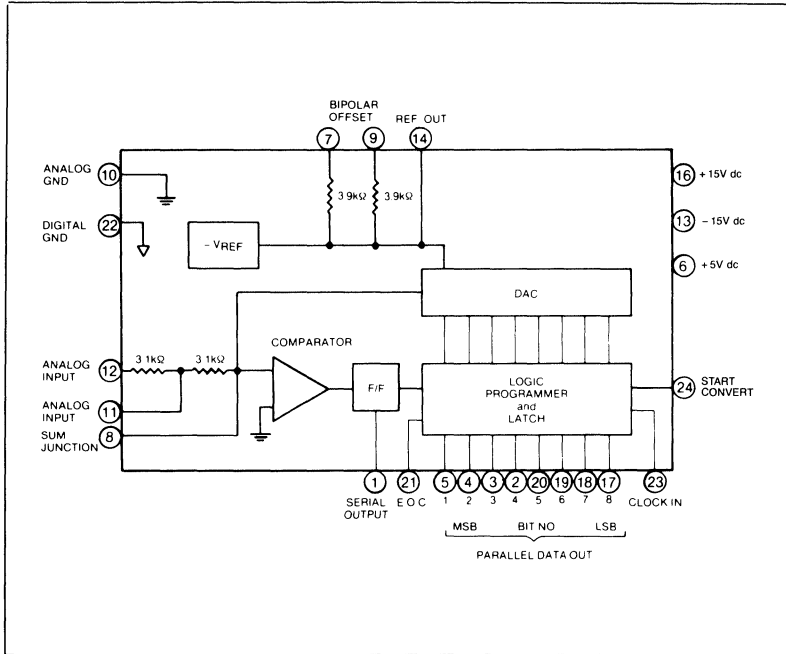 BIPOLAR
OFFSET
REF OUT
7
9
14
ANALOG
GND
10
3.9kΩ
3.9kΩ
16
+ 15V dc
DIGITAL
GND
22
- VREF
13
- 15V dc
6
+ 5V dc
DAC
COMPARATOR
ANALOG
INPUT
12
3 1kΩ
3 1kΩ
F/F
LOGIC
PROGRAMMER
and
LATCH
24
START
CONVERT
ANALOG
INPUT
11
SUM
JUNCTION
8
1
21
5
4
3
2
20
19
18
17
23
SERIAL
OUTPUT
E O C
1
2
3
4
5
6
7
8
CLOCK IN
MSB
BIT NO
LSB
PARALLEL DATA OUT